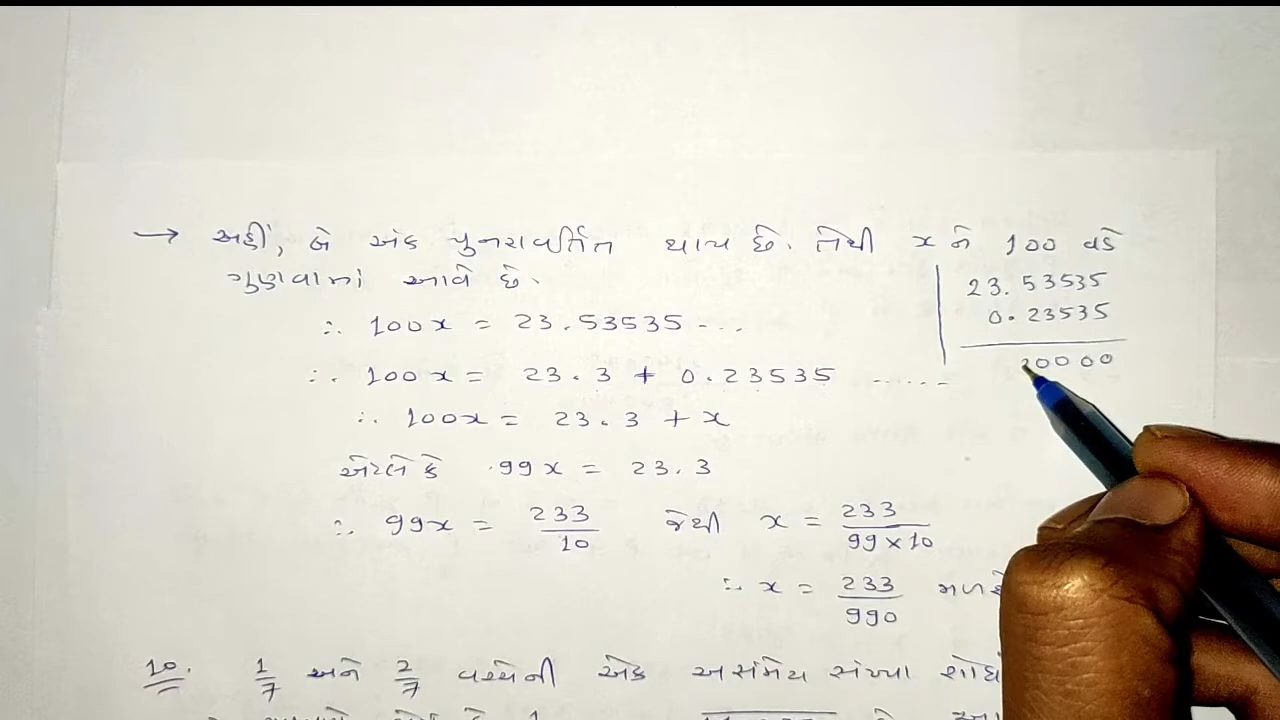 → અહીં, બે અંક પુનરાવર્તિત થાય છે. તેથી x ને 100 વડે
ગુણવામાં આવે છે.
∴ 100x = 23.53535 ....
∴ 100x = 23.3 + 0.23535 ......
∴ 100x = 23.3 + x
એટલે કે 99x = 23.3
∴ 99x = 233/10 જેથી x = 233/99×10
∴ x = 233/990
23.53535
0.23535
30000
10. 1/7 અને 2/7 વચ્ચેની એક અસંમેય સંખ્યા